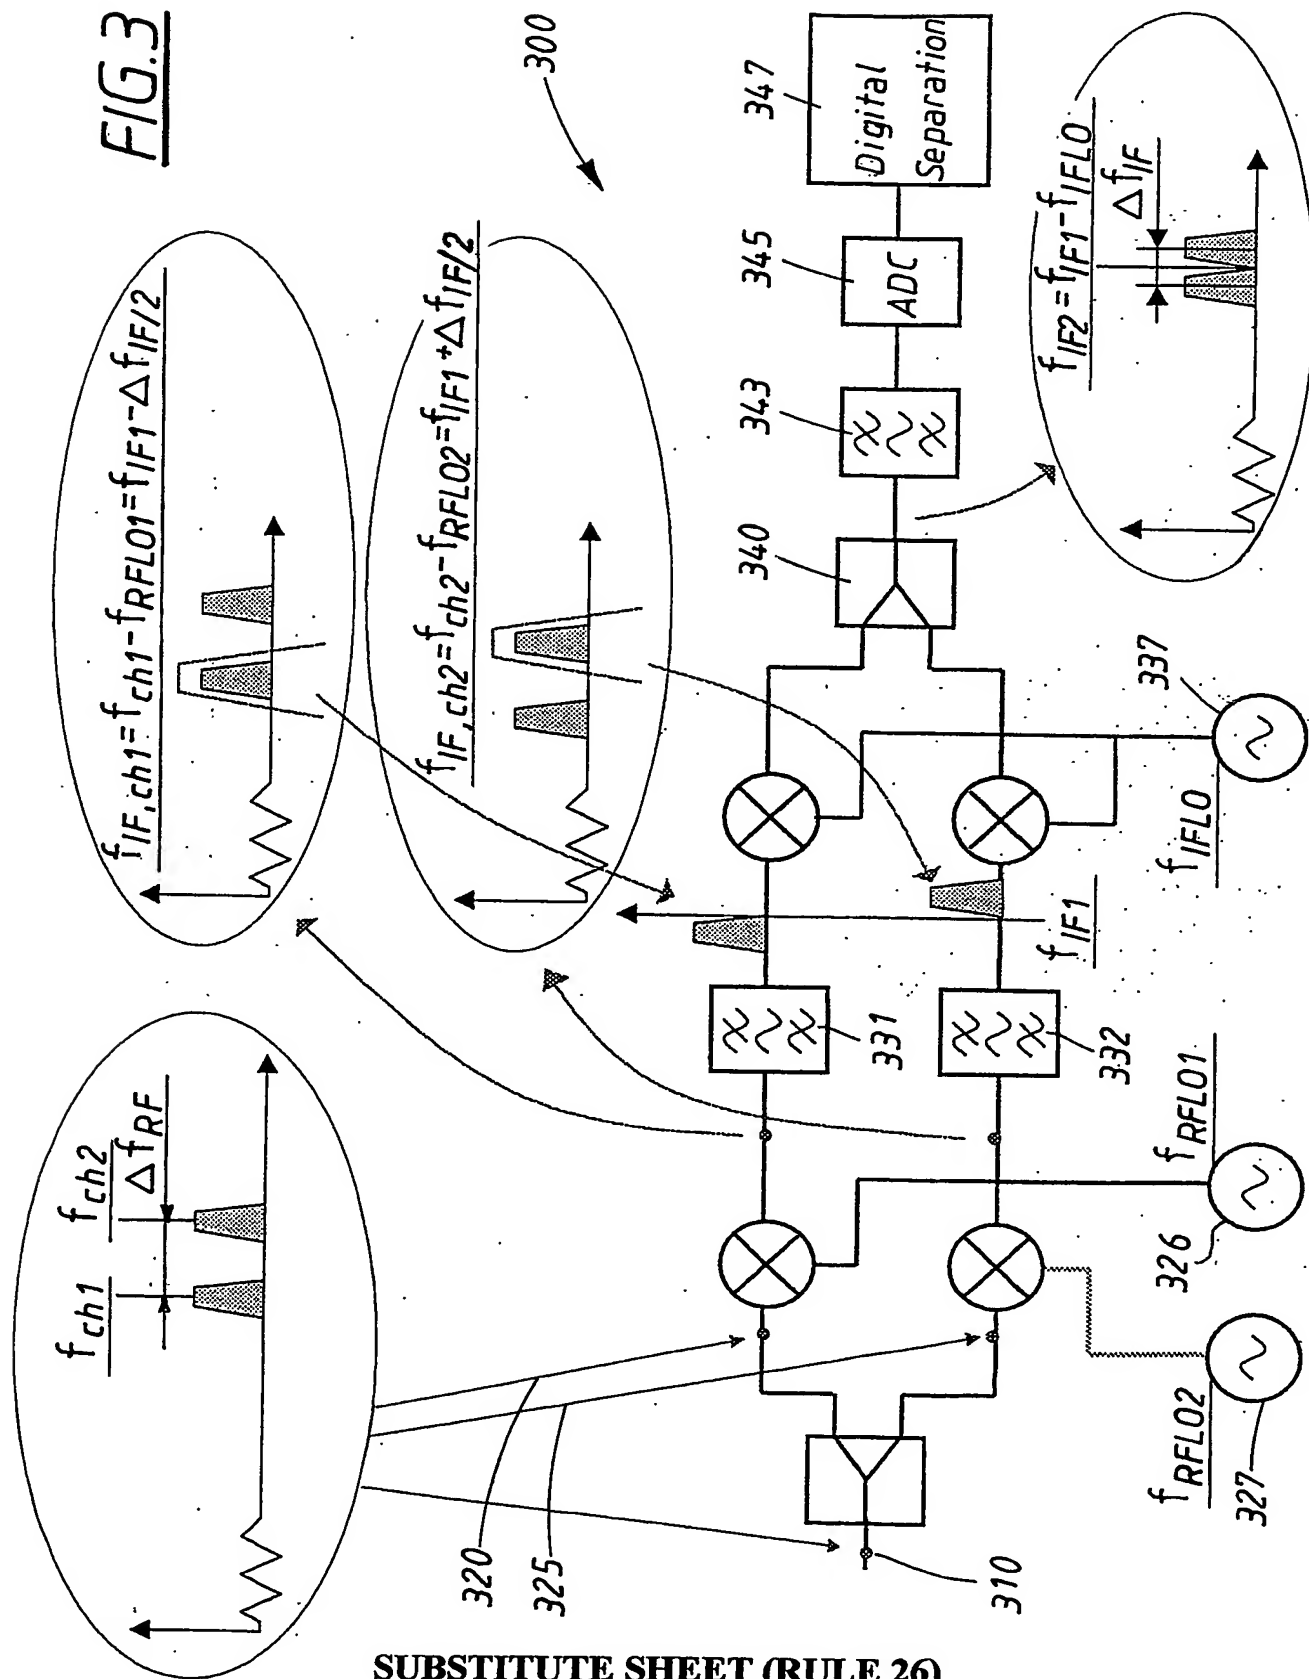 FIG.3
300
f_ch1
f_ch2
Δf_RF
f_IF,ch1=f_ch1-f_RFLO1=f_IF1-Δf_IF/2
f_IF,ch2=f_ch2-f_RFLO2=f_IF1+Δf_IF/2
320
325
310
331
332
f_IF1
340
343
345
ADC
347
Digital
Separation
f_IF2=f_IF1-f_IFLO
Δf_IF
f_RFLO2
327
326
f_RFLO1
f_IFLO
337
SUBSTITUTE SHEET (RULE 26)